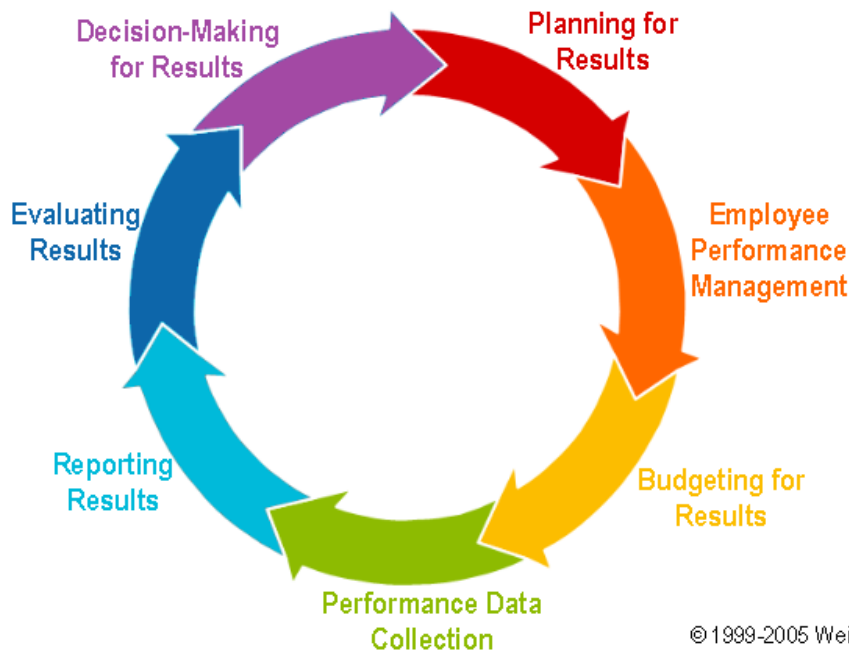 Decision-Making
for Results
Planning for
Results
Employee
Performance
Management
Budgeting for
Results
Performance Data
Collection
Reporting
Results
Evaluating
Results
© 1999-2005 Wei